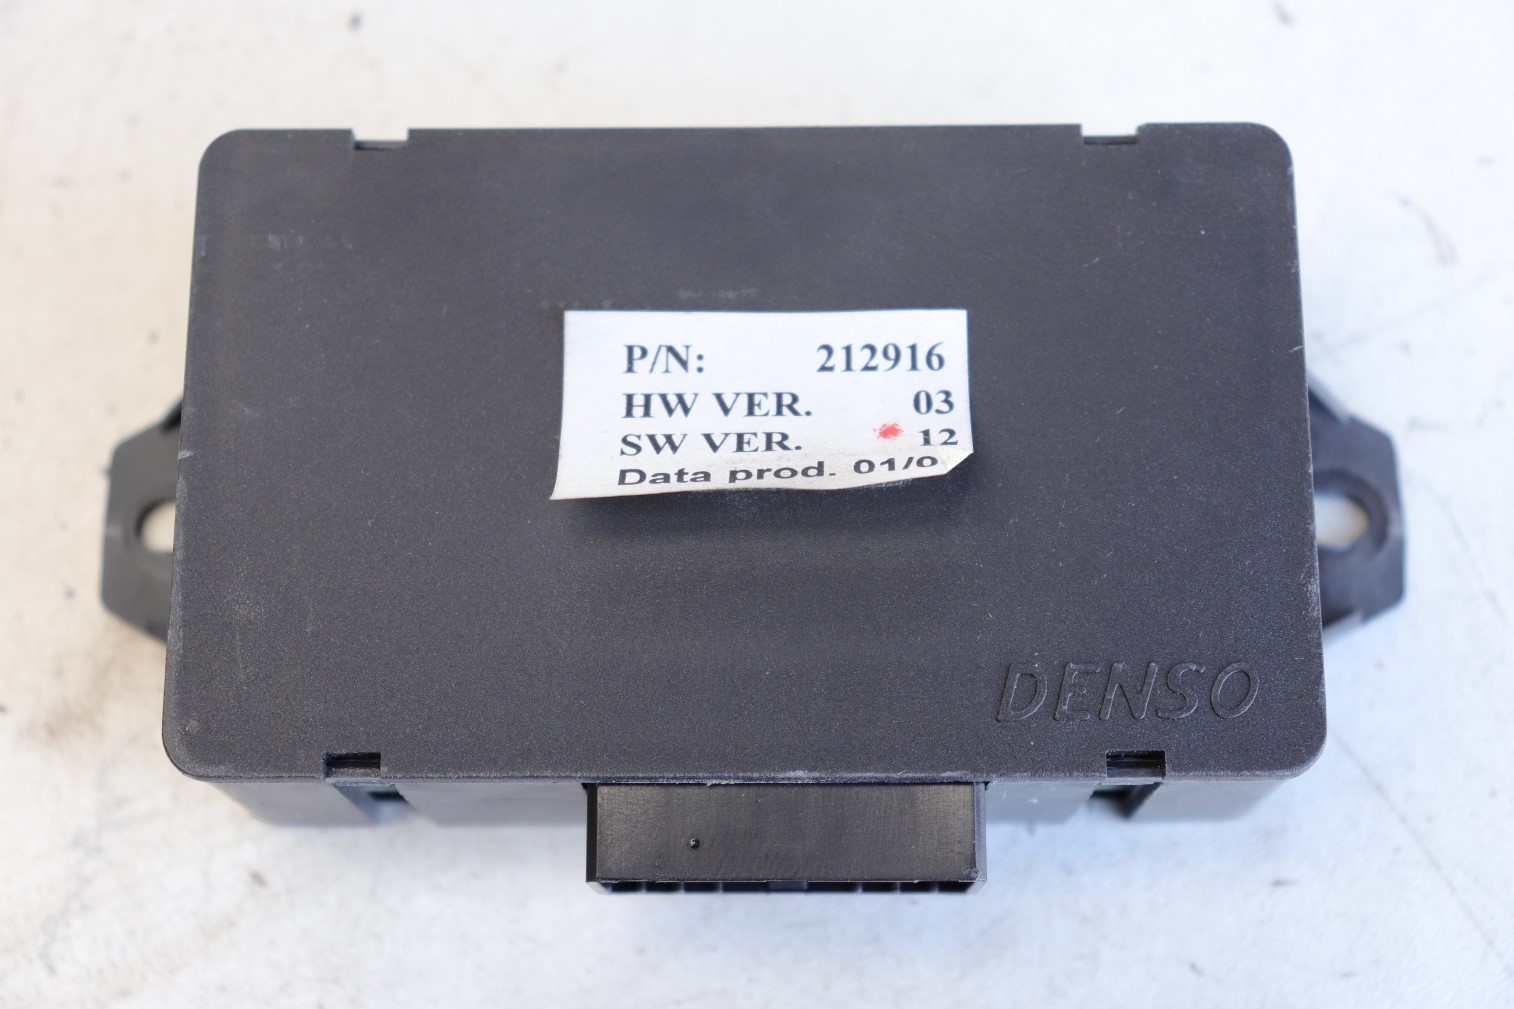 P/N: 212916
HW VER. 03
SW VER. 12
Data prod. 01/0
DENSO